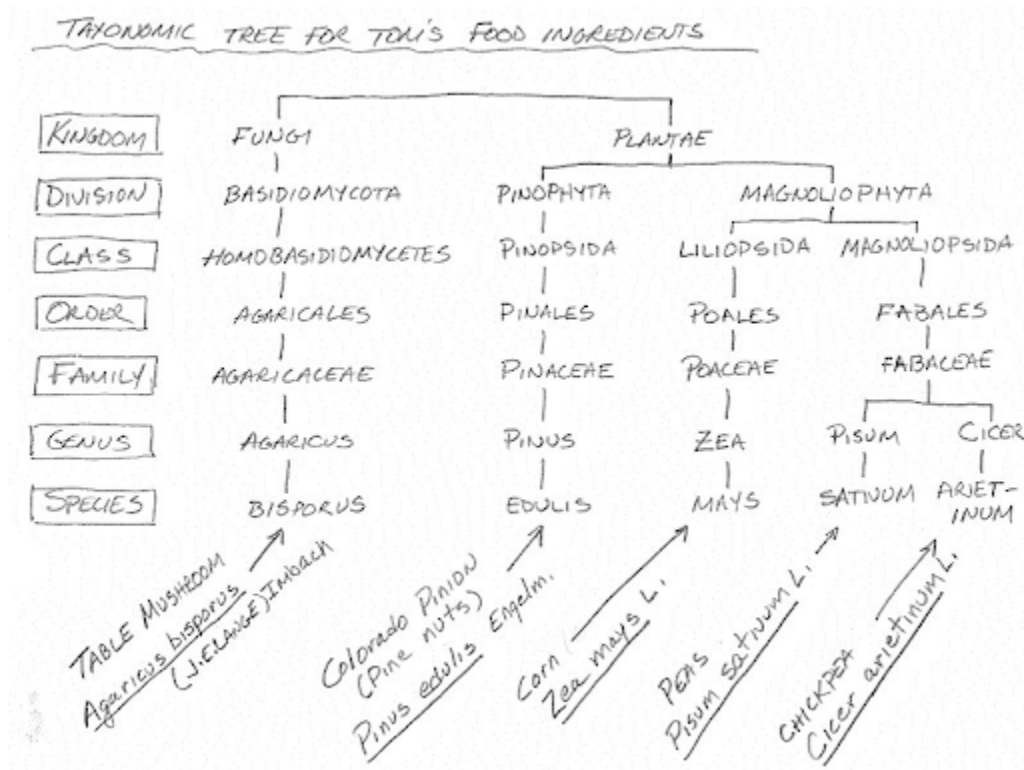 TAXONOMIC TREE FOR TONI'S FOOD INGREDIENTS
KINGDOM FUNGI PLANTAE
DIVISION BASIDIOMYCOTA PINOPHYTA MAGNOLIOPHYTA
CLASS HOMOBASIDIOMYCETES PINOPSIDA LILIOPSIDA MAGNOLIOPSIDA
ORDER AGARICALES PINALES POALES FABALES
FAMILY AGARICACEAE PINACEAE POACEAE FABACEAE
GENUS AGARICUS PINUS ZEA PISUM CICER
SPECIES BISPORUS EDULIS MAYS SATIVUM ARIET-
INUM
TABLE MUSHROOM
Agaricus bisporus
(J.E.LANGE) Imbach
Colorado Pinion
(Pine nuts)
Pinus edulis Engelm.
Corn
Zea mays L.
PEAS
Pisum sativum L.
CHICKPEA
Cicer arietinum L.